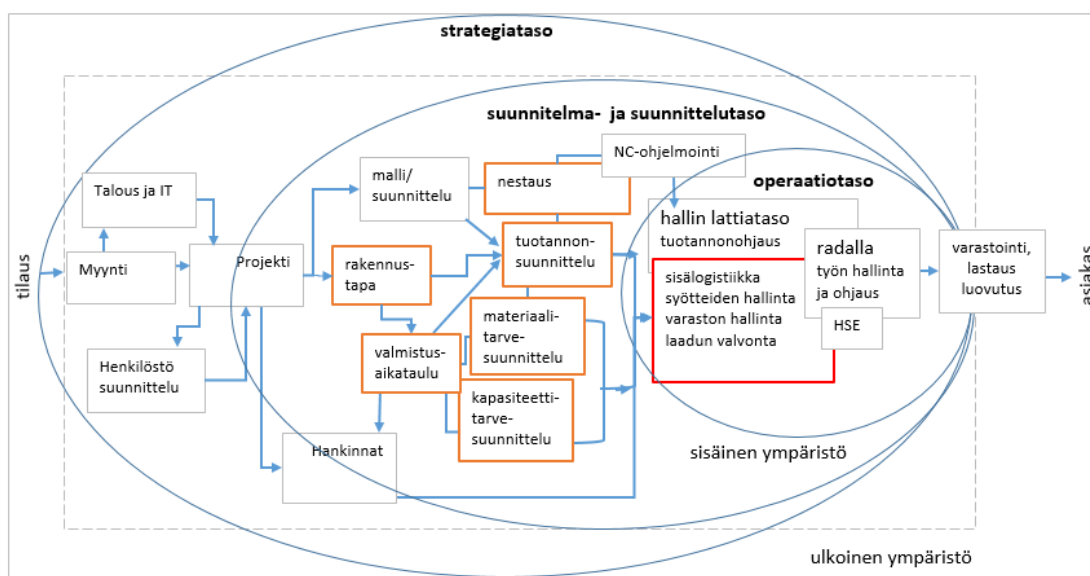 strategiataso
suunnitelma- ja suunnittelutaso
NC-ohjelmointi
malli/
suunnittelu
nestaus
operaatiotaso
Talous ja IT
hallin lattiataso
tuotannonohjaus
tilaus
Myynti
Projekti
rakennus-
tapa
tuotannon-
suunnittelu
radalla
työn hallinta
ja ohjaus
varastointi,
lastaus
luovutus
asiakas
sisälogistiikka
syötteiden hallinta
varaston hallinta
laadun valvonta
HSE
materiaali-
tarve-
suunnittelu
valmistus-
aikataulu
Henkilöstö
suunnittelu
kapasiteetti-
tarve-
suunnittelu
Hankinnat
sisäinen ympäristö
ulkoinen ympäristö